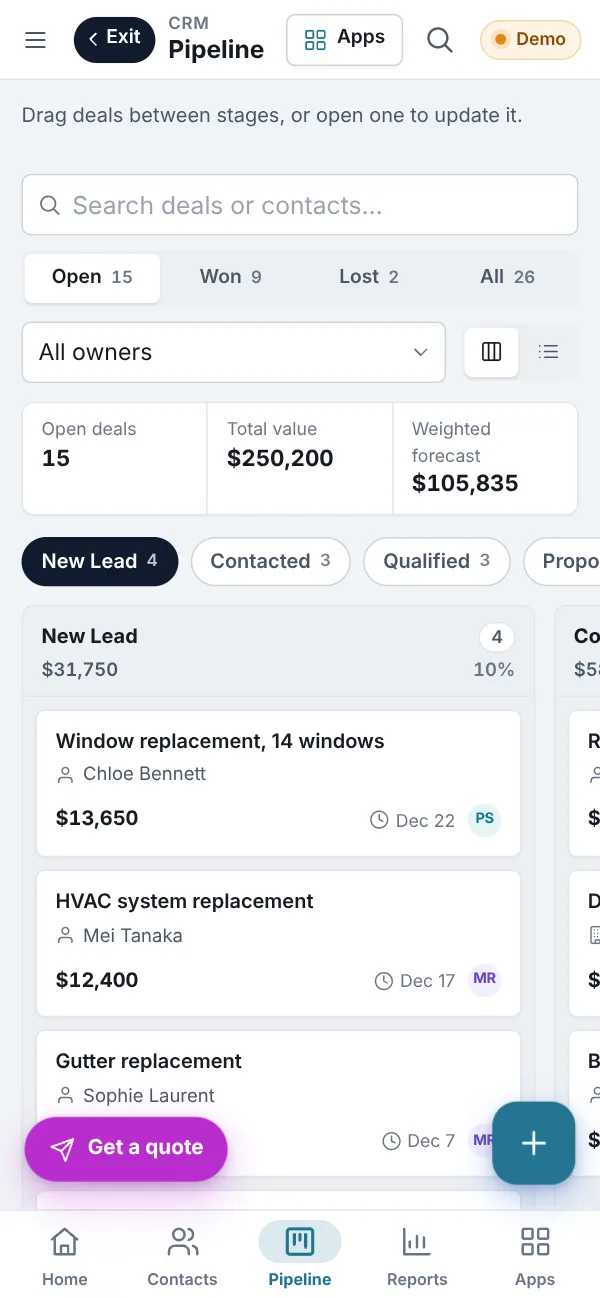 Exit
CRM
Pipeline
Apps
Demo
Drag deals between stages, or open one to update it.
Search deals or contacts...
Open 15
Won 9
Lost 2
All 26
All owners
Open deals
15
Total value
$250,200
Weighted
forecast
$105,835
New Lead 4
Contacted 3
Qualified 3
Propo
New Lead
4
$31,750
10%
Co
$58
Window replacement, 14 windows
Chloe Bennett
$13,650
Dec 22
PS
R
$
HVAC system replacement
Mei Tanaka
$12,400
Dec 17
MR
D
$
Gutter replacement
Sophie Laurent
Dec 7
MR
B
$
Get a quote
Home
Contacts
Pipeline
Reports
Apps